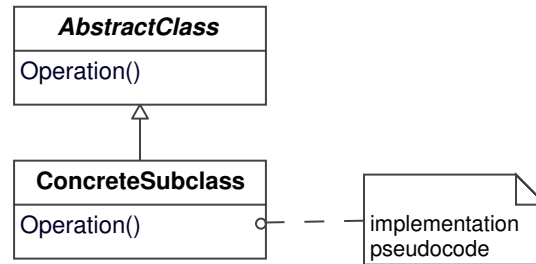 AbstractClass
Operation()
ConcreteSubclass
Operation()
implementation
pseudocode